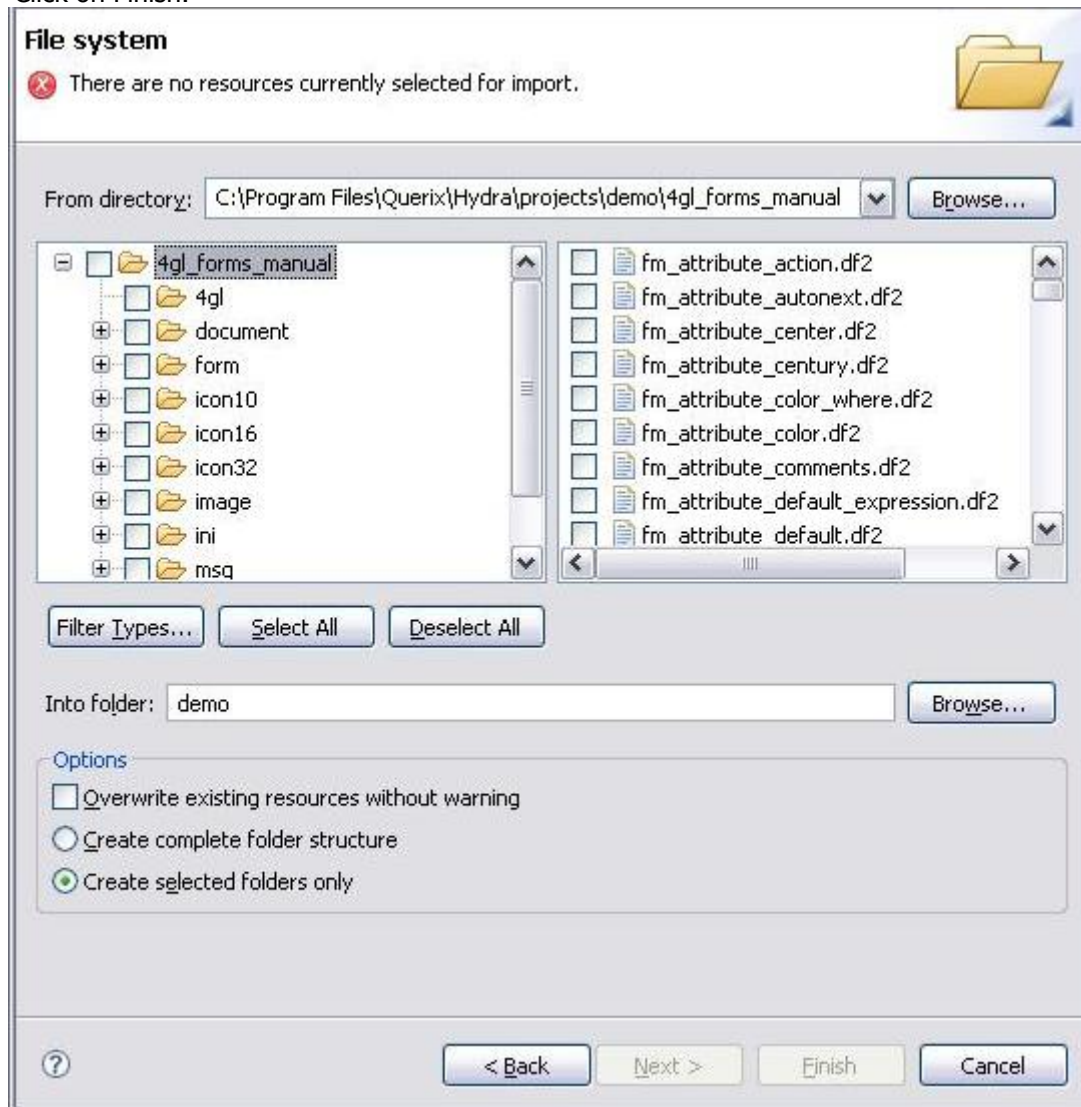 Click on Finish.
File system
There are no resources currently selected for import.
From directory: C:\Program Files\Querix\Hydra\projects\demo\4gl_forms_manual Browse...
4gl_forms_manual
4gl
document
form
icon10
icon16
icon32
image
ini
msg
fm_attribute_action.df2
fm_attribute_autonext.df2
fm_attribute_center.df2
fm_attribute_century.df2
fm_attribute_color_where.df2
fm_attribute_color.df2
fm_attribute_comments.df2
fm_attribute_default_expression.df2
fm_attribute_default.df2
Filter Types... Select All Deselect All
Into folder: demo Browse...
Options
Overwrite existing resources without warning
Create complete folder structure
Create selected folders only
? < Back Next > Finish Cancel